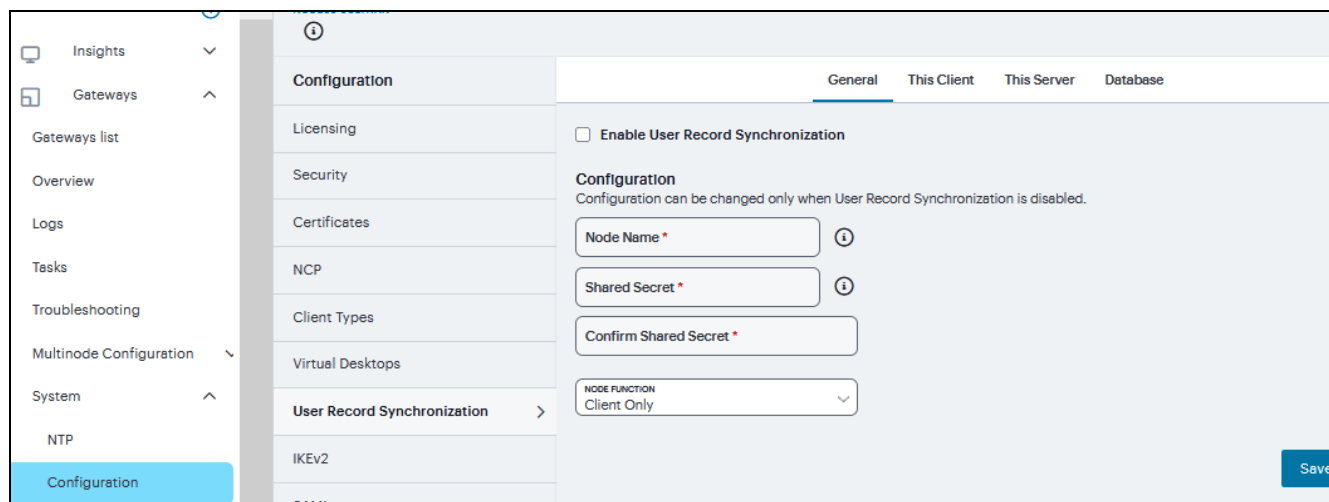 Insights
Gateways
Gateways list
Overview
Logs
Tasks
Troubleshooting
Multinode Configuration
System
NTP
Configuration
Configuration
Licensing
Security
Certificates
NCP
Client Types
Virtual Desktops
User Record Synchronization
IKEv2
General This Client This Server Database
Enable User Record Synchronization
Configuration
Configuration can be changed only when User Record Synchronization is disabled.
Node Name *
Shared Secret *
Confirm Shared Secret *
NODE FUNCTION
Client Only
Save